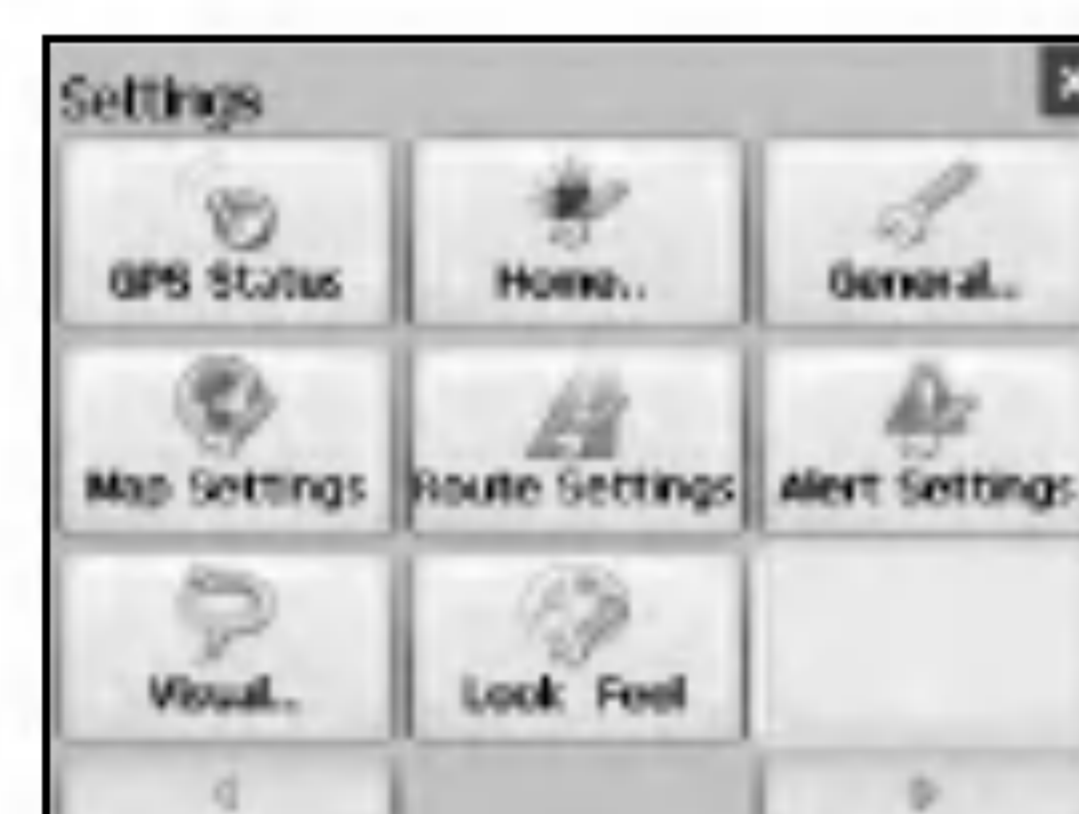 Settings
GPS Status
Home..
General..
Map Settings
Route Settings
Alert Settings
Visual..
Look Feel